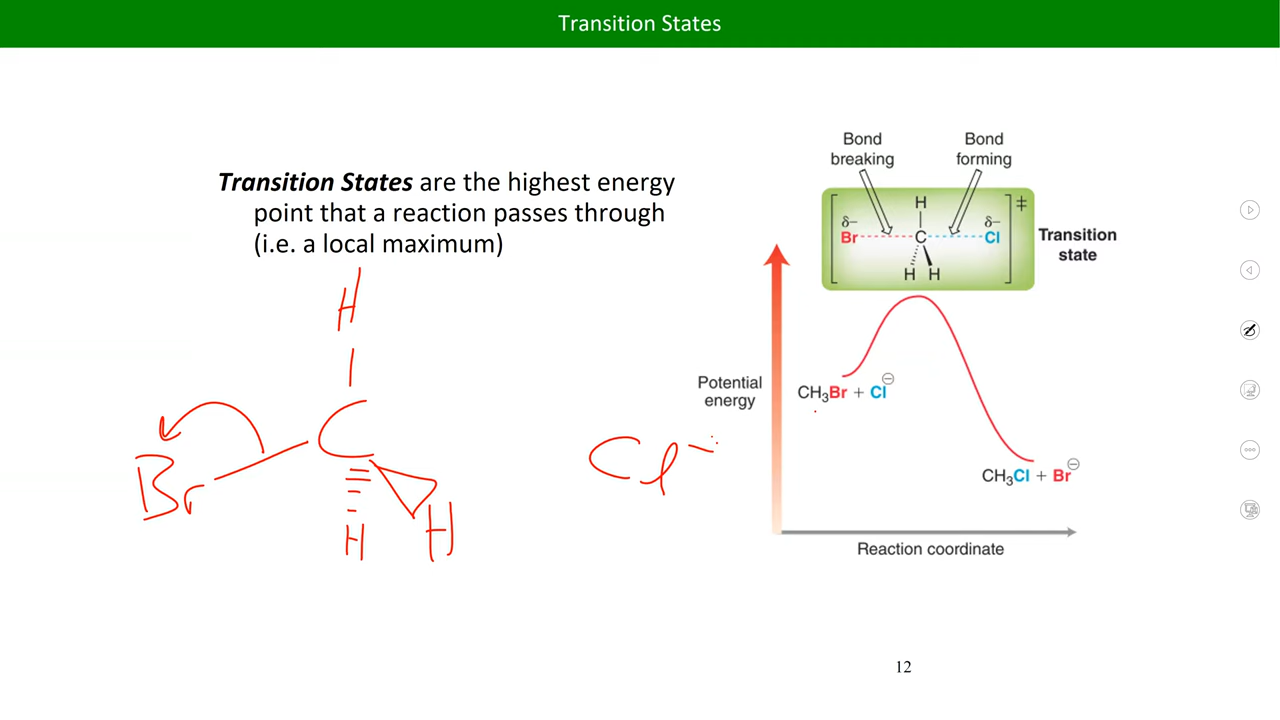 Transition States
Transition States are the highest energy
point that a reaction passes through
(i.e. a local maximum)
H
C
Br
H
H
Cl⁻
Bond
breaking
Bond
forming
H
δ−
δ−
‡
Br
C
Cl
H H
Transition
state
Potential
energy
CH₃Br + Cl⊖
CH₃Cl + Br⊖
Reaction coordinate
12